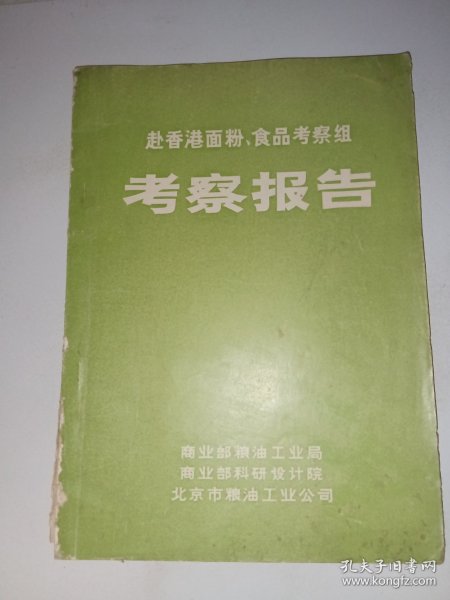 赴香港面粉、食品考察组
考察报告
商业部粮油工业局
商业部科研设计院
北京市粮油工业公司
孔夫子旧书网
www.kongfz.com